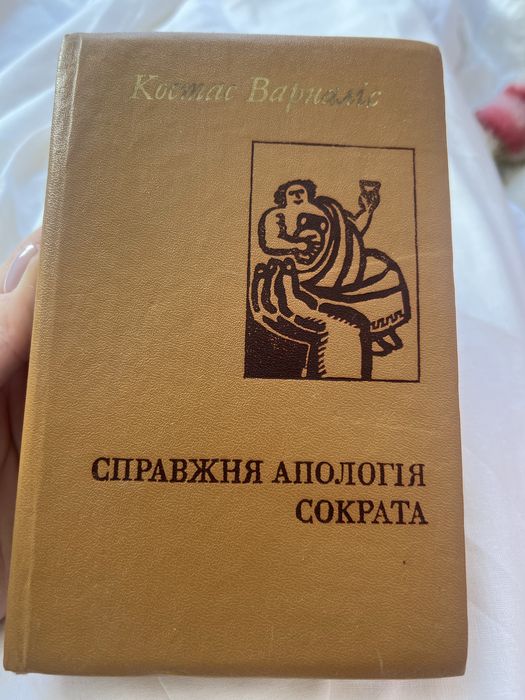 Костас Варналіс
СПРАВЖНЯ АПОЛОГІЯ
СОКРАТА